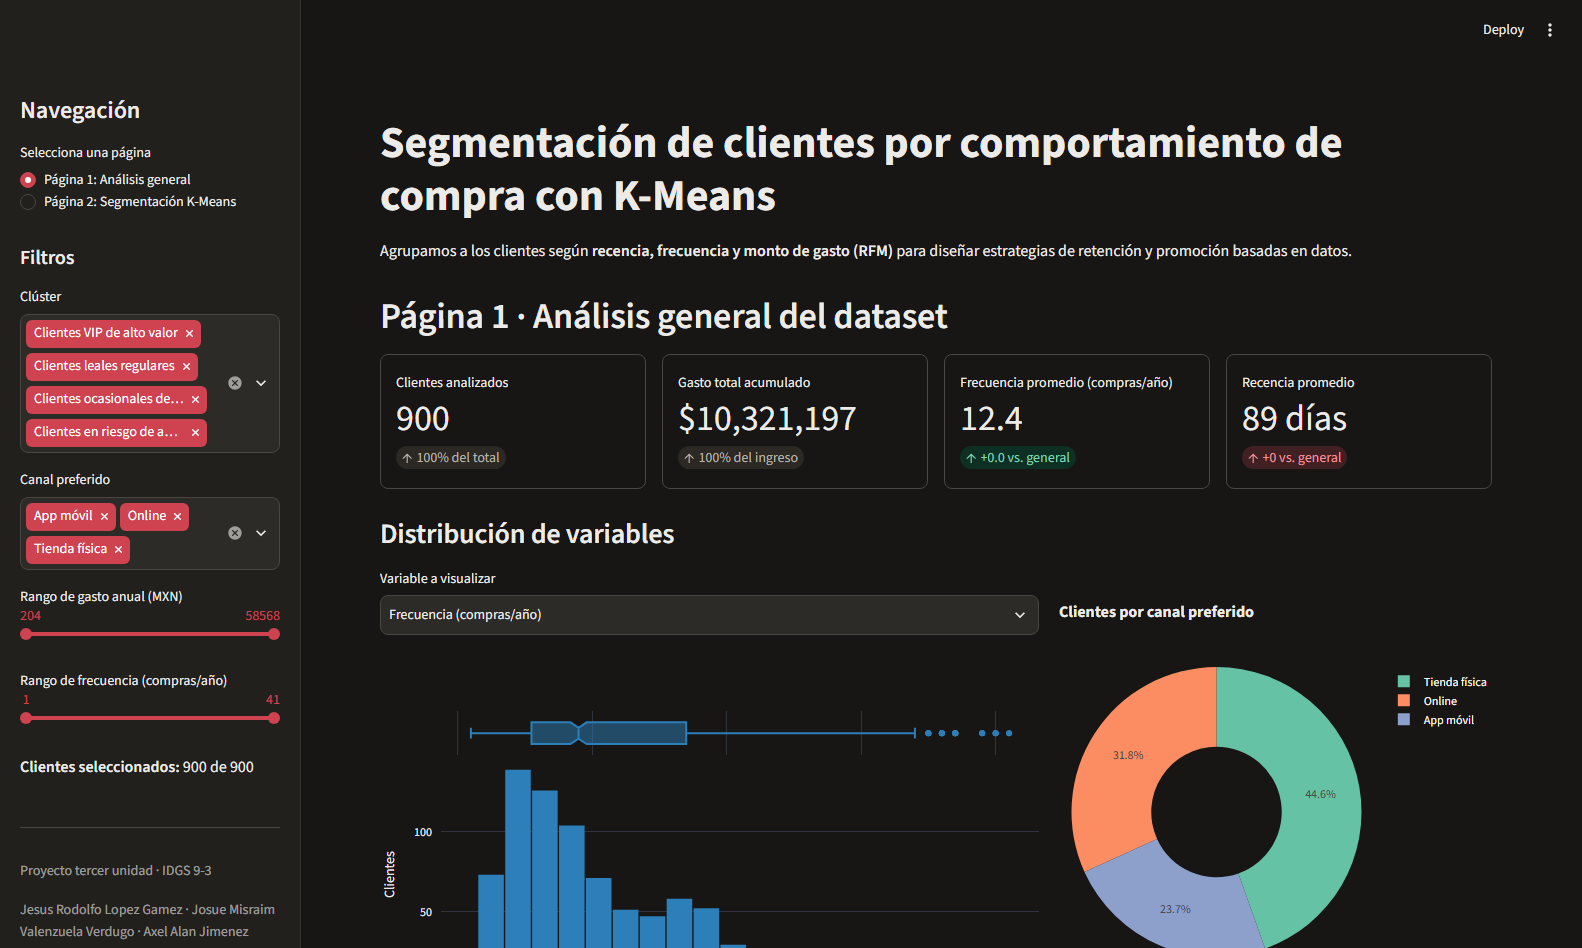 Deploy
Navegación
Selecciona una página
Página 1: Análisis general
Página 2: Segmentación K-Means
Filtros
Clúster
Clientes VIP de alto valor
Clientes leales regulares
Clientes ocasionales de…
Clientes en riesgo de a…
Canal preferido
App móvil
Online
Tienda física
Rango de gasto anual (MXN)
204
58568
Rango de frecuencia (compras/año)
1
41
Clientes seleccionados: 900 de 900
Proyecto tercer unidad · IDGS 9-3
Jesus Rodolfo Lopez Gamez · Josue Misraim
Valenzuela Verdugo · Axel Alan Jimenez
Segmentación de clientes por comportamiento de
compra con K-Means
Agrupamos a los clientes según recencia, frecuencia y monto de gasto (RFM) para diseñar estrategias de retención y promoción basadas en datos.
Página 1 · Análisis general del dataset
Clientes analizados
900
↑ 100% del total
Gasto total acumulado
$10,321,197
↑ 100% del ingreso
Frecuencia promedio (compras/año)
12.4
↑ +0.0 vs. general
Recencia promedio
89 días
↑ +0 vs. general
Distribución de variables
Variable a visualizar
Frecuencia (compras/año)
100
50
Clientes
Clientes por canal preferido
31.8%
44.6%
23.7%
Tienda física
Online
App móvil